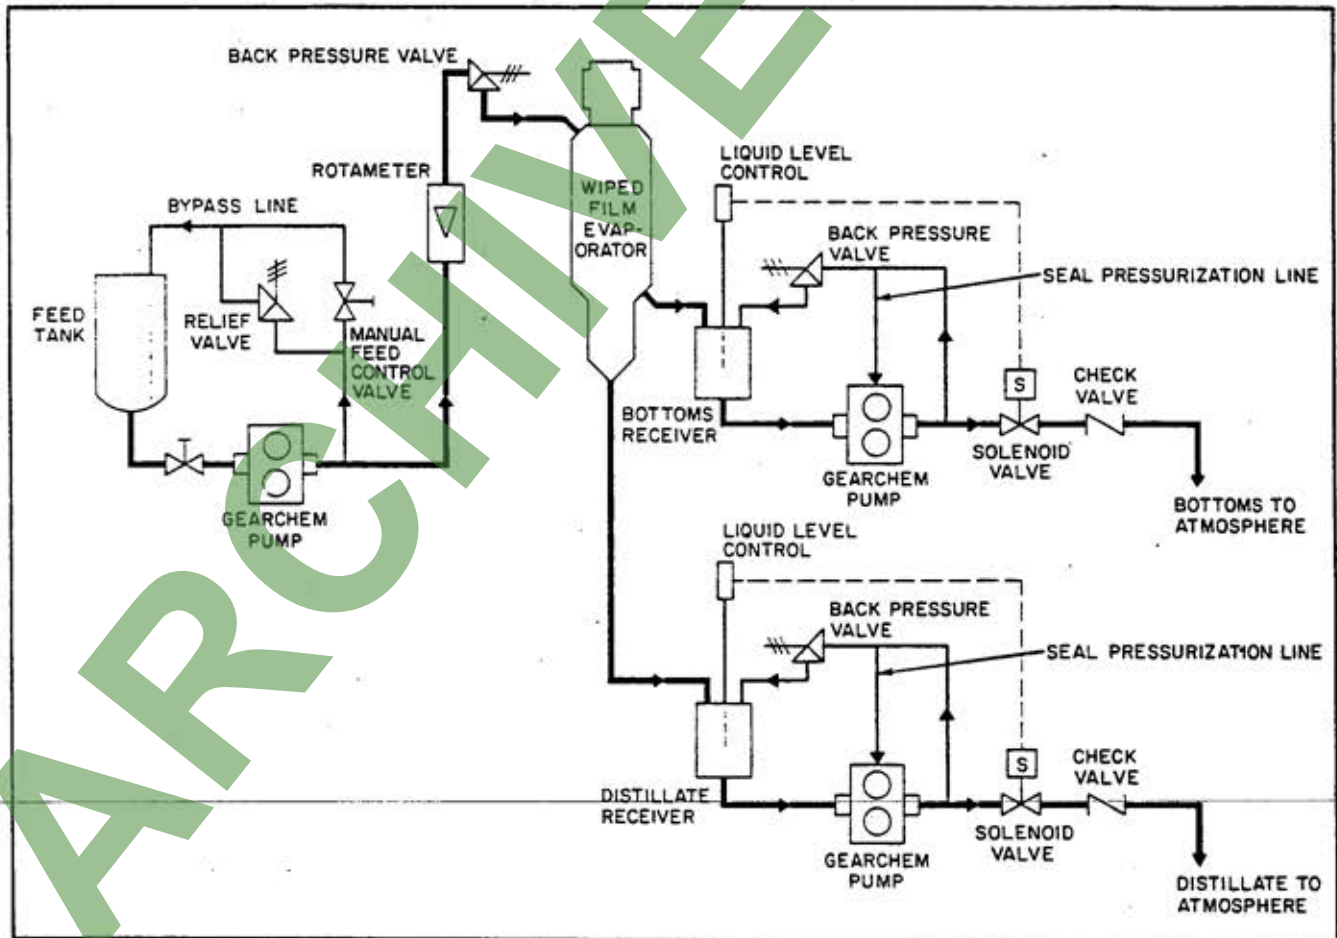 BACK PRESSURE VALVE
ROTAMETER
BYPASS LINE
FEED
TANK
RELIEF
VALVE
MANUAL
FEED
CONTROL
VALVE
GEARCHEM
PUMP
WIPED
FILM
EVAP-
ORATOR
LIQUID LEVEL
CONTROL
BACK PRESSURE
VALVE
SEAL PRESSURIZATION LINE
BOTTOMS
RECEIVER
GEARCHEM
PUMP
S
SOLENOID
VALVE
CHECK
VALVE
BOTTOMS TO
ATMOSPHERE
LIQUID LEVEL
CONTROL
BACK PRESSURE
VALVE
SEAL PRESSURIZATION LINE
DISTILLATE
RECEIVER
GEARCHEM
PUMP
S
SOLENOID
VALVE
CHECK
VALVE
DISTILLATE TO
ATMOSPHERE
ARCHIVE